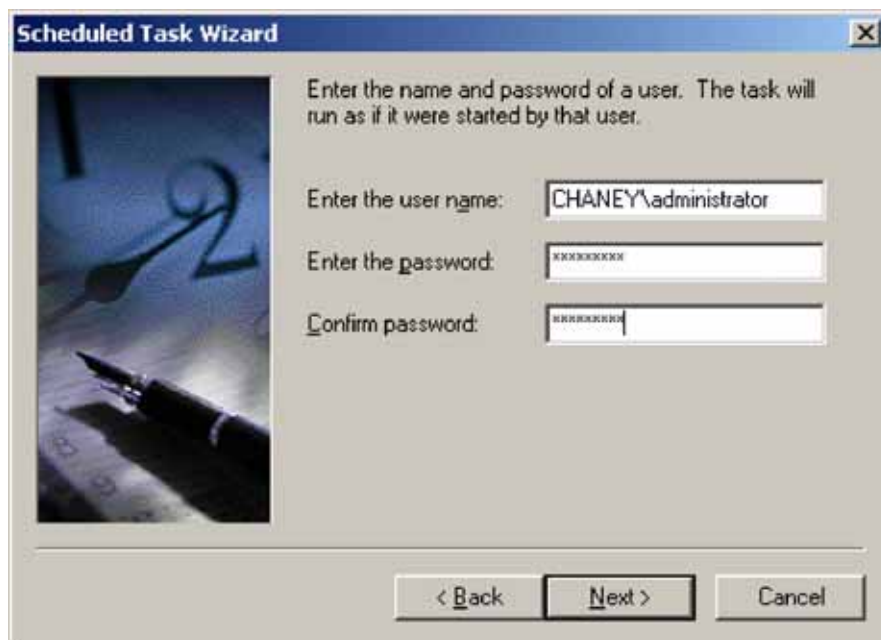 Scheduled Task Wizard
Enter the name and password of a user. The task will
run as if it were started by that user.
Enter the user name: CHANEY\administrator
Enter the password: ×××××××××
Confirm password: ×××××××××
< Back Next > Cancel